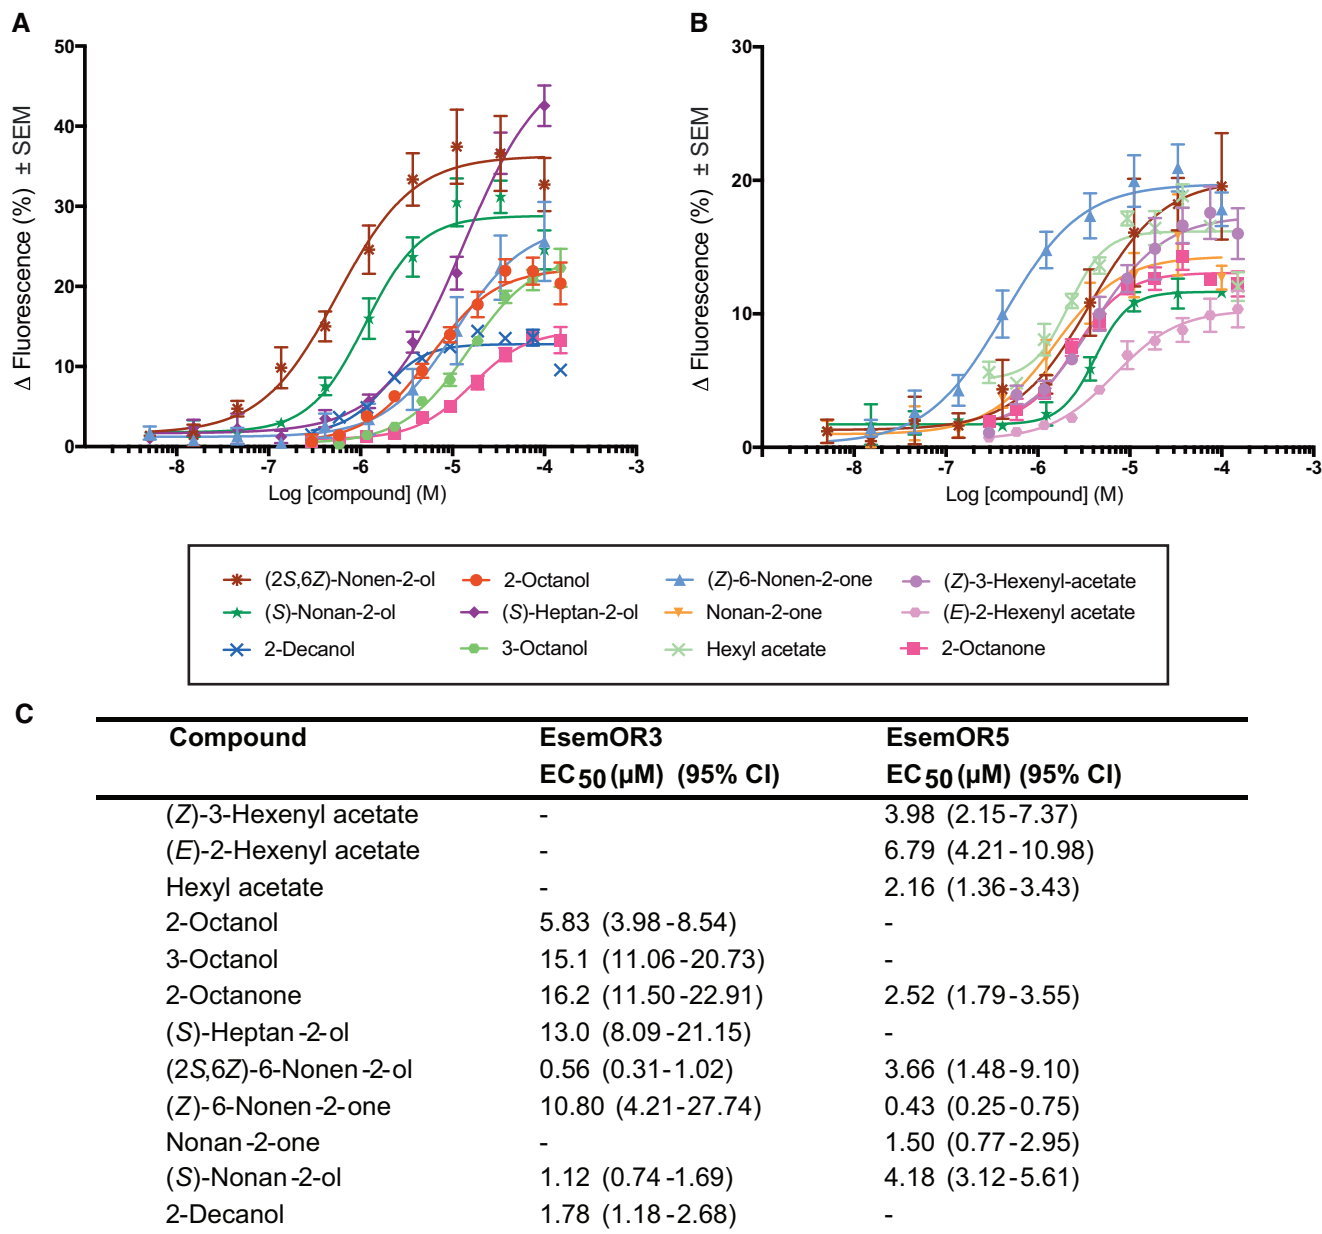 A
B
50
40
30
20
10
0
Δ Fluorescence (%) ± SEM
-8 -7 -6 -5 -4 -3
Log [compound] (M)
30
20
10
0
Δ Fluorescence (%) ± SEM
-8 -7 -6 -5 -4 -3
Log [compound] (M)
(2S,6Z)-Nonen-2-ol 2-Octanol (Z)-6-Nonen-2-one (Z)-3-Hexenyl-acetate
(S)-Nonan-2-ol (S)-Heptan-2-ol Nonan-2-one (E)-2-Hexenyl acetate
2-Decanol 3-Octanol Hexyl acetate 2-Octanone
C
Compound EsemOR3 EsemOR5
EC50 (µM) (95% CI) EC50 (µM) (95% CI)
(Z)-3-Hexenyl acetate - 3.98 (2.15-7.37)
(E)-2-Hexenyl acetate - 6.79 (4.21-10.98)
Hexyl acetate - 2.16 (1.36-3.43)
2-Octanol 5.83 (3.98-8.54) -
3-Octanol 15.1 (11.06-20.73) -
2-Octanone 16.2 (11.50-22.91) 2.52 (1.79-3.55)
(S)-Heptan-2-ol 13.0 (8.09-21.15) -
(2S,6Z)-6-Nonen-2-ol 0.56 (0.31-1.02) 3.66 (1.48-9.10)
(Z)-6-Nonen-2-one 10.80 (4.21-27.74) 0.43 (0.25-0.75)
Nonan-2-one - 1.50 (0.77-2.95)
(S)-Nonan-2-ol 1.12 (0.74-1.69) 4.18 (3.12-5.61)
2-Decanol 1.78 (1.18-2.68) -